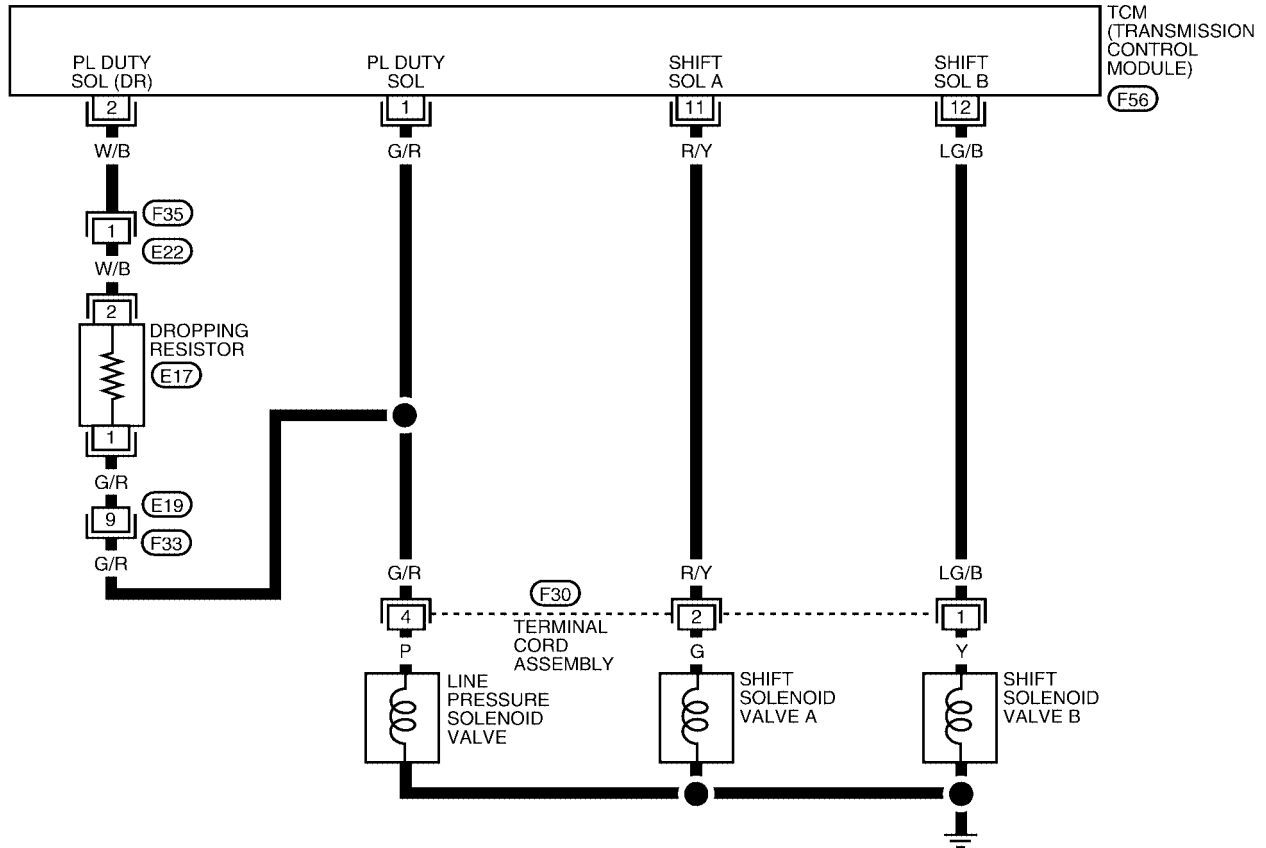 TCM
(TRANSMISSION
CONTROL
MODULE)
F56
PL DUTY
SOL (DR)
PL DUTY
SOL
SHIFT
SOL A
SHIFT
SOL B
2
1
11
12
W/B
G/R
R/Y
LG/B
F35
1
E22
W/B
2
DROPPING
RESISTOR
E17
1
G/R
E19
9
F33
G/R
G/R
R/Y
LG/B
F30
4
2
1
TERMINAL
CORD
ASSEMBLY
P
G
Y
LINE
PRESSURE
SOLENOID
VALVE
SHIFT
SOLENOID
VALVE A
SHIFT
SOLENOID
VALVE B